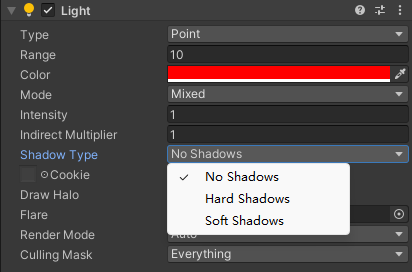 Light
Type Point
Range 10
Color
Mode Mixed
Intensity 1
Indirect Multiplier 1
Shadow Type No Shadows
Cookie No Shadows
Draw Halo Hard Shadows
Flare Soft Shadows
Render Mode Auto
Culling Mask Everything